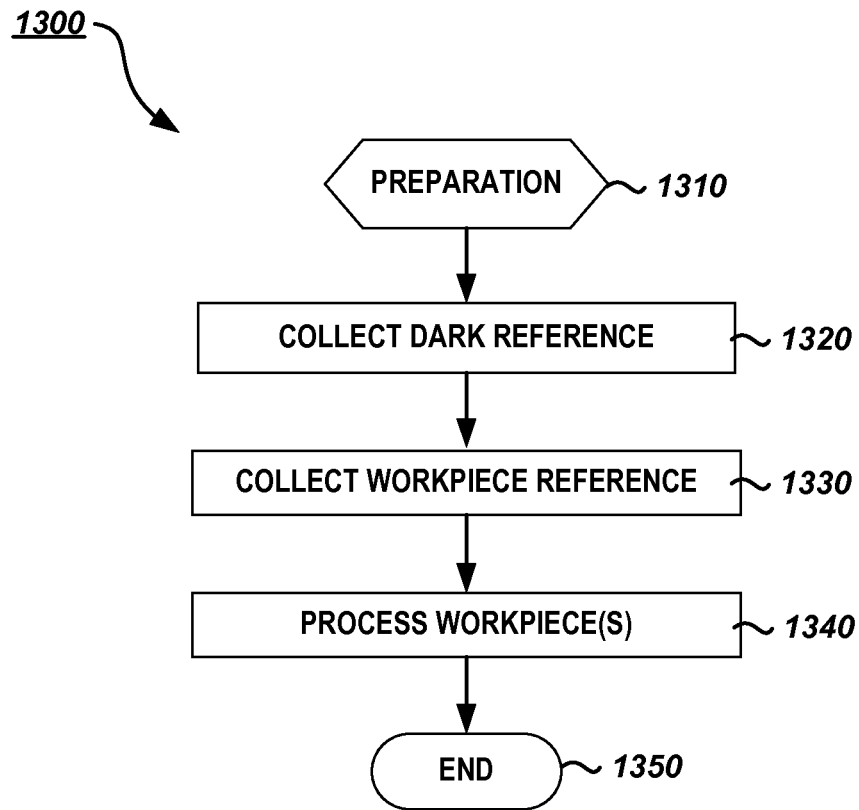 1300
PREPARATION
1310
COLLECT DARK REFERENCE
1320
COLLECT WORKPIECE REFERENCE
1330
PROCESS WORKPIECE(S)
1340
END
1350